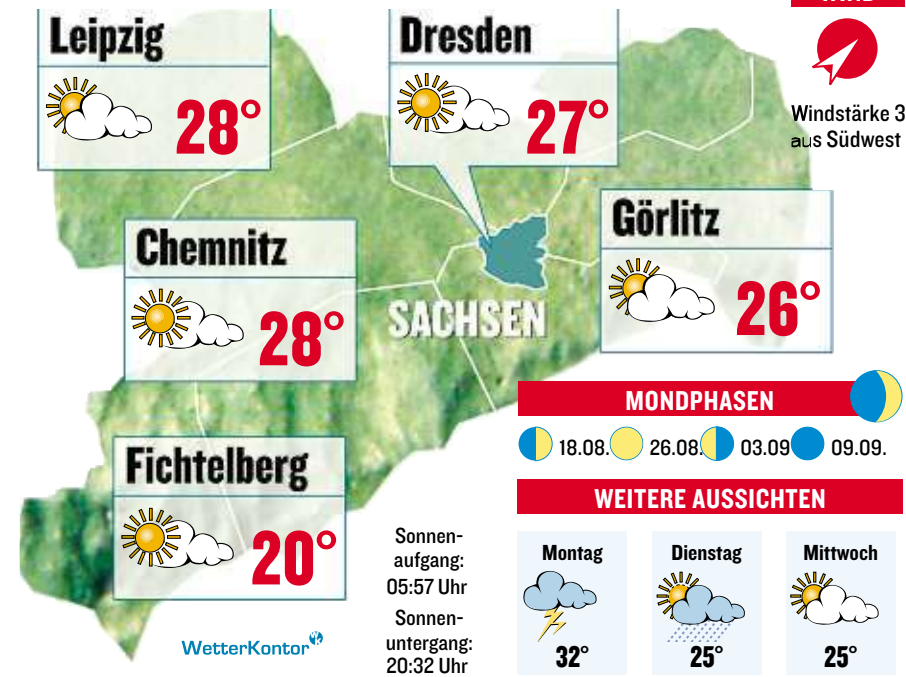 Leipzig
28°
Dresden
27°
Windstärke 3
aus Südwest
Chemnitz
28°
Görlitz
26°
SACHSEN
Fichtelberg
20°
MONDPHASEN
18.08.
26.08.
03.09
09.09.
WEITERE AUSSICHTEN
Montag
32°
Dienstag
25°
Mittwoch
25°
Sonnen-
aufgang:
05:57 Uhr
Sonnen-
untergang:
20:32 Uhr
WetterKontor